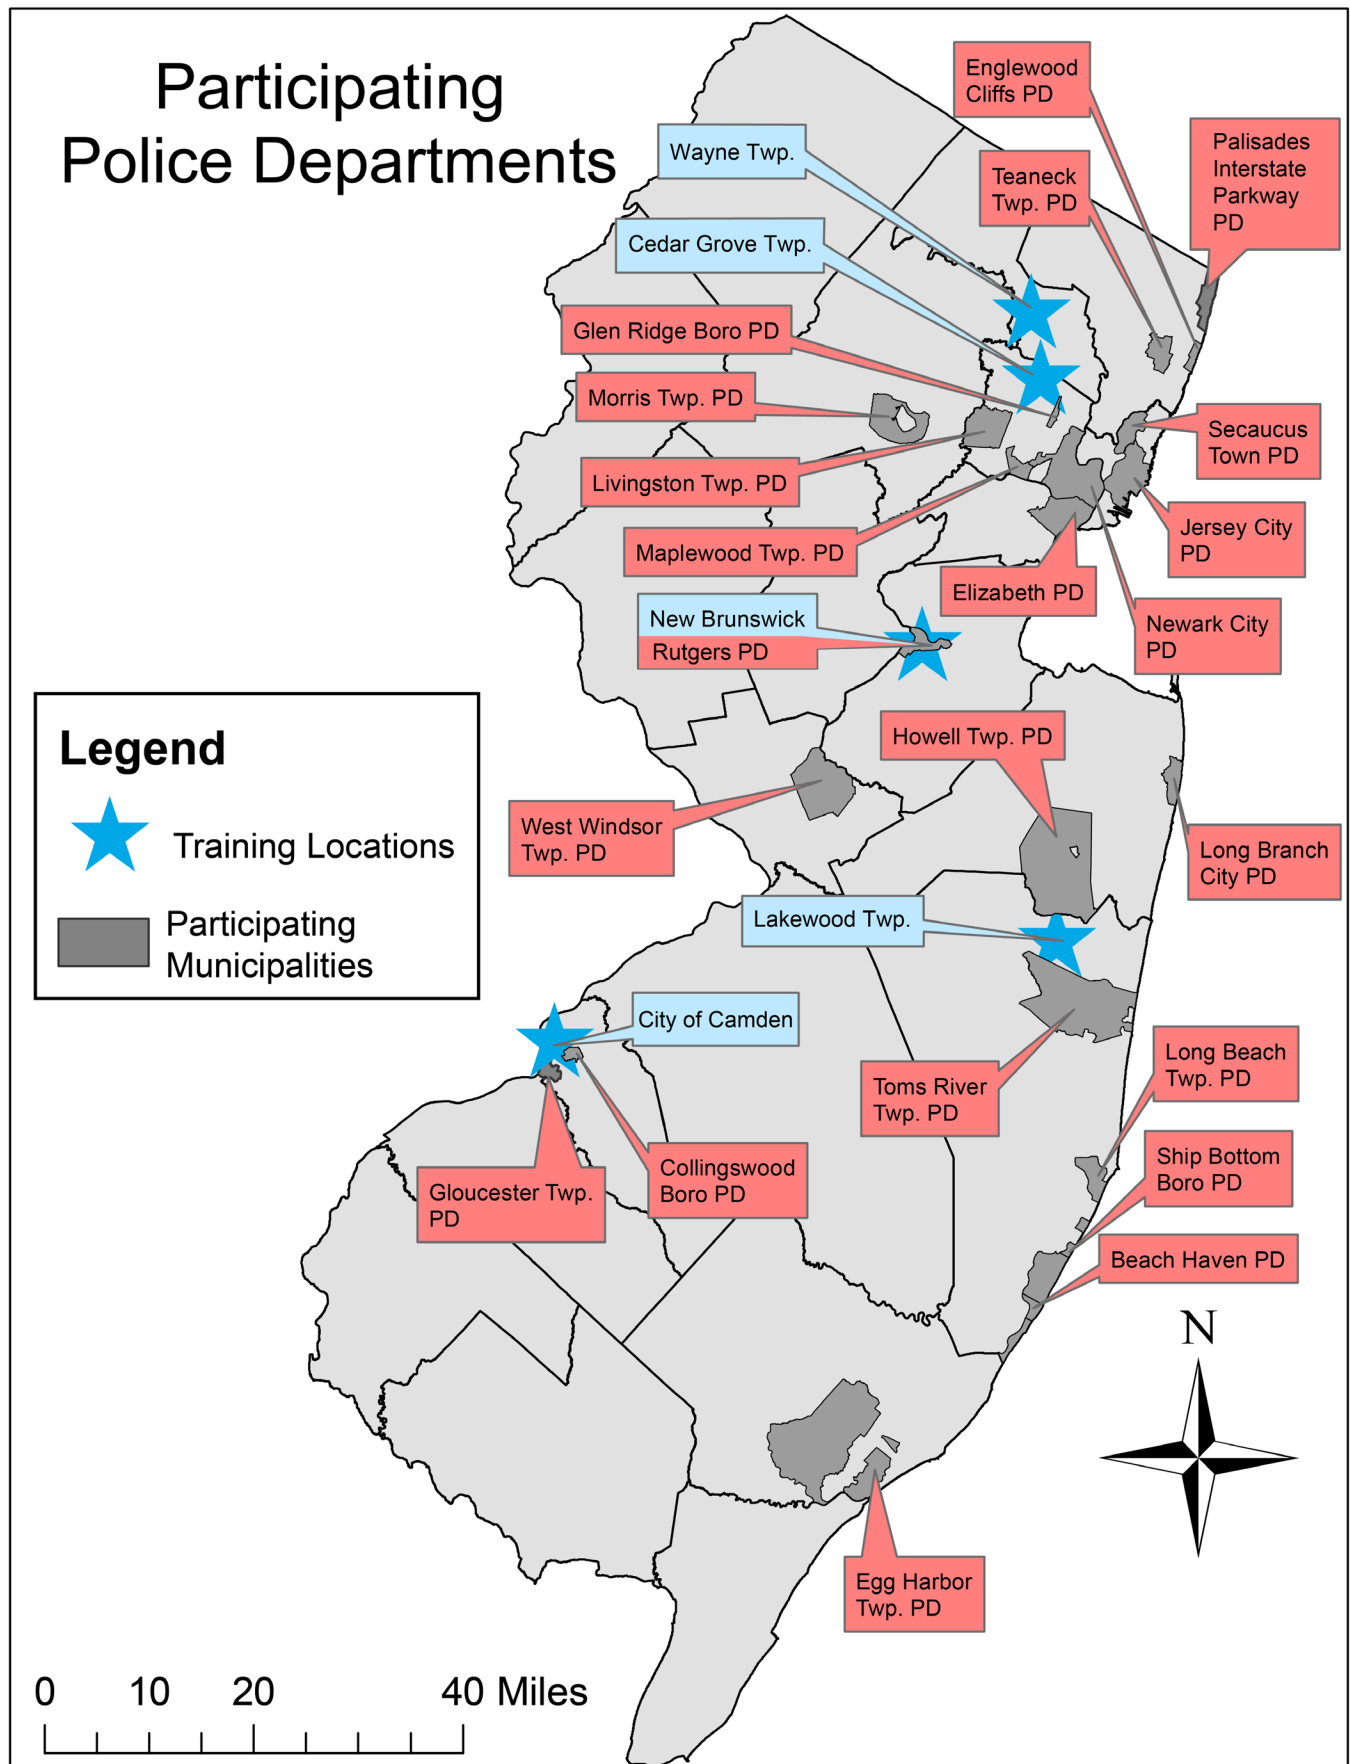 Participating
Police Departments
Englewood
Cliffs PD
Palisades
Interstate
Parkway
PD
Wayne Twp.
Teaneck
Twp. PD
Cedar Grove Twp.
Glen Ridge Boro PD
Morris Twp. PD
Secaucus
Town PD
Livingston Twp. PD
Jersey City
PD
Maplewood Twp. PD
Elizabeth PD
New Brunswick
Rutgers PD
Newark City
PD
Howell Twp. PD
Legend
Training Locations
Participating
Municipalities
West Windsor
Twp. PD
Long Branch
City PD
Lakewood Twp.
City of Camden
Toms River
Twp. PD
Long Beach
Twp. PD
Collingswood
Boro PD
Ship Bottom
Boro PD
Gloucester Twp.
PD
Beach Haven PD
N
Egg Harbor
Twp. PD
0 10 20 40 Miles